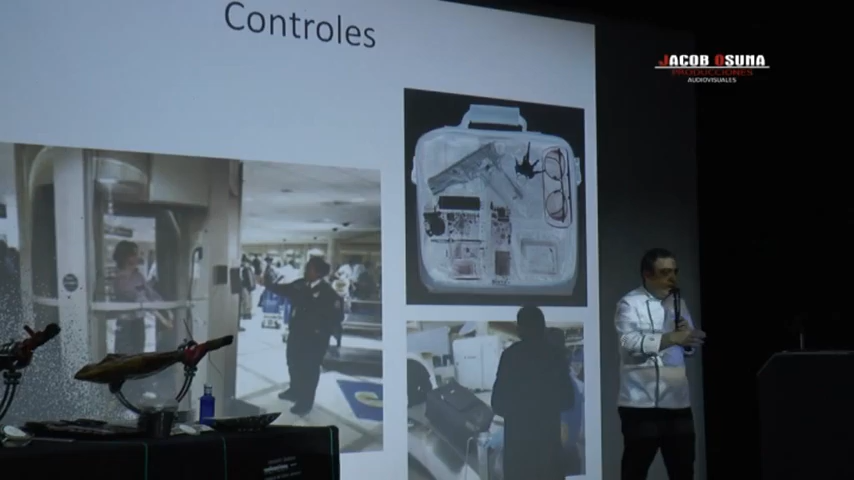 Controles
JACOB OSUNA
PRODUCCIONES
AUDIOVISUALES